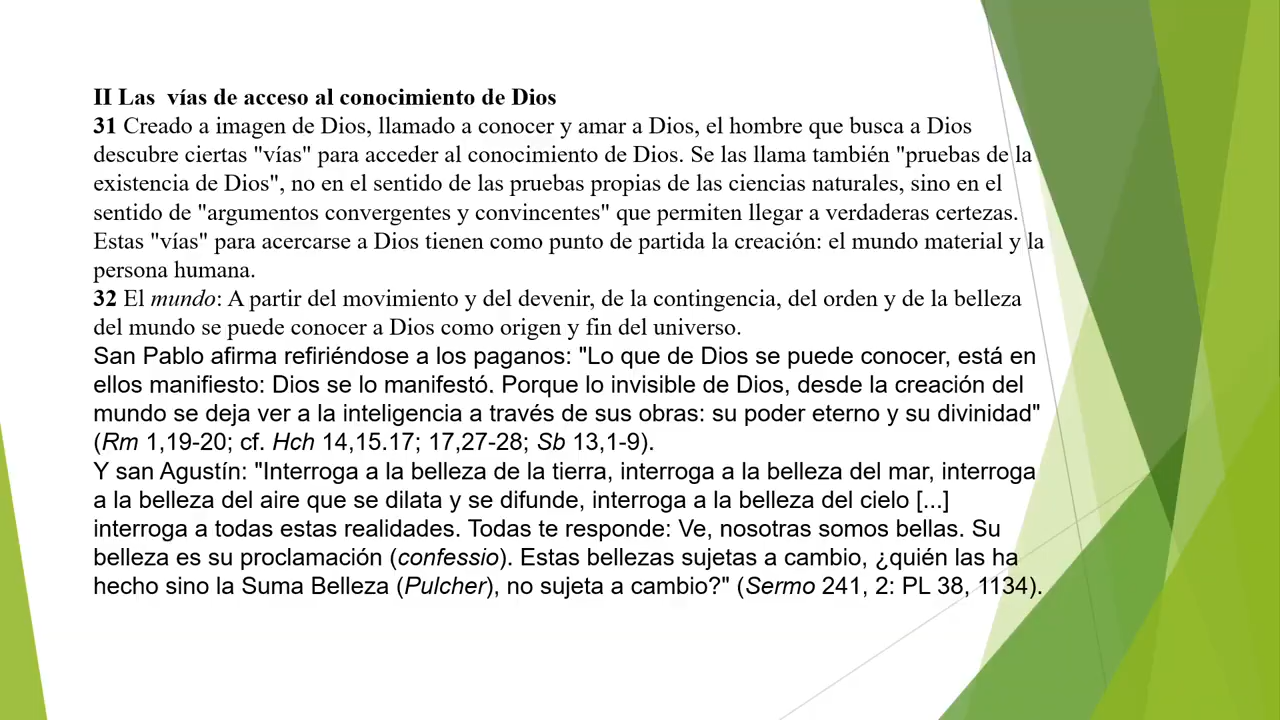 II Las  vías de acceso al conocimiento de Dios
31 Creado a imagen de Dios, llamado a conocer y amar a Dios, el hombre que busca a Dios
descubre ciertas "vías" para acceder al conocimiento de Dios. Se las llama también "pruebas de la
existencia de Dios", no en el sentido de las pruebas propias de las ciencias naturales, sino en el
sentido de "argumentos convergentes y convincentes" que permiten llegar a verdaderas certezas.
Estas "vías" para acercarse a Dios tienen como punto de partida la creación: el mundo material y la
persona humana.
32 El mundo: A partir del movimiento y del devenir, de la contingencia, del orden y de la belleza
del mundo se puede conocer a Dios como origen y fin del universo.
San Pablo afirma refiriéndose a los paganos: "Lo que de Dios se puede conocer, está en
ellos manifiesto: Dios se lo manifestó. Porque lo invisible de Dios, desde la creación del
mundo se deja ver a la inteligencia a través de sus obras: su poder eterno y su divinidad"
(Rm 1,19-20; cf. Hch 14,15.17; 17,27-28; Sb 13,1-9).
Y san Agustín: "Interroga a la belleza de la tierra, interroga a la belleza del mar, interroga
a la belleza del aire que se dilata y se difunde, interroga a la belleza del cielo [...]
interroga a todas estas realidades. Todas te responde: Ve, nosotras somos bellas. Su
belleza es su proclamación (confessio). Estas bellezas sujetas a cambio, ¿quién las ha
hecho sino la Suma Belleza (Pulcher), no sujeta a cambio?" (Sermo 241, 2: PL 38, 1134).